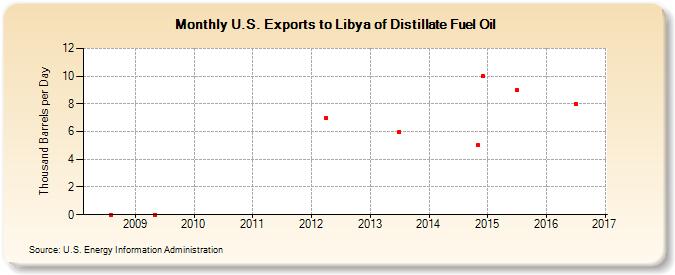 Monthly U.S. Exports to Libya of Distillate Fuel Oil
Thousand Barrels per Day
12
10
8
6
4
2
0
2009 2010 2011 2012 2013 2014 2015 2016 2017
Source: U.S. Energy Information Administration